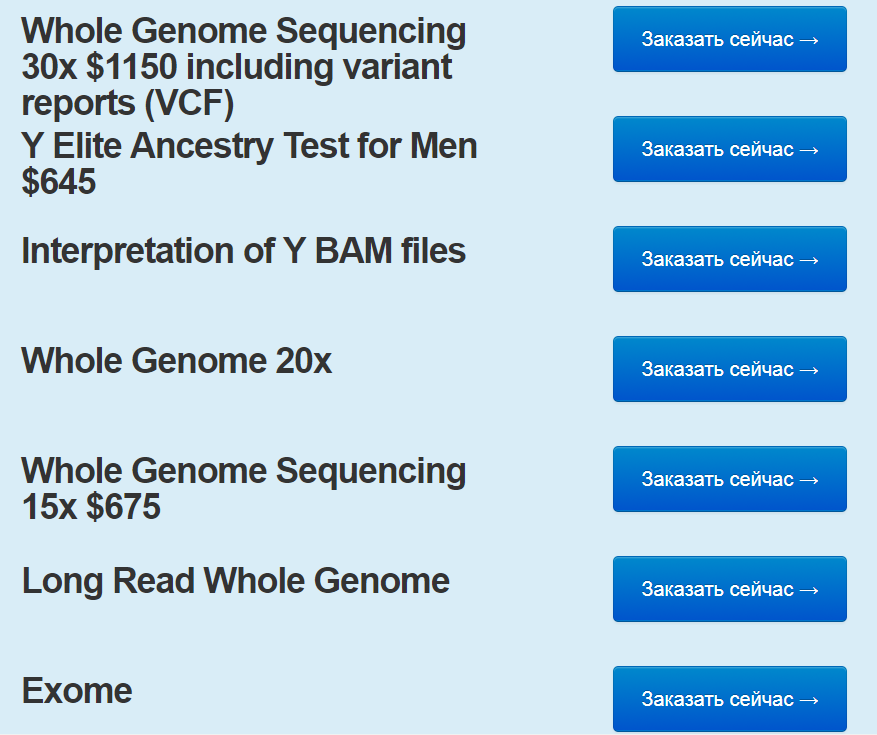 Whole Genome Sequencing
30x $1150 including variant
reports (VCF)
Заказать сейчас →
Y Elite Ancestry Test for Men
$645
Заказать сейчас →
Interpretation of Y BAM files
Заказать сейчас →
Whole Genome 20x
Заказать сейчас →
Whole Genome Sequencing
15x $675
Заказать сейчас →
Long Read Whole Genome
Заказать сейчас →
Exome
Заказать сейчас →